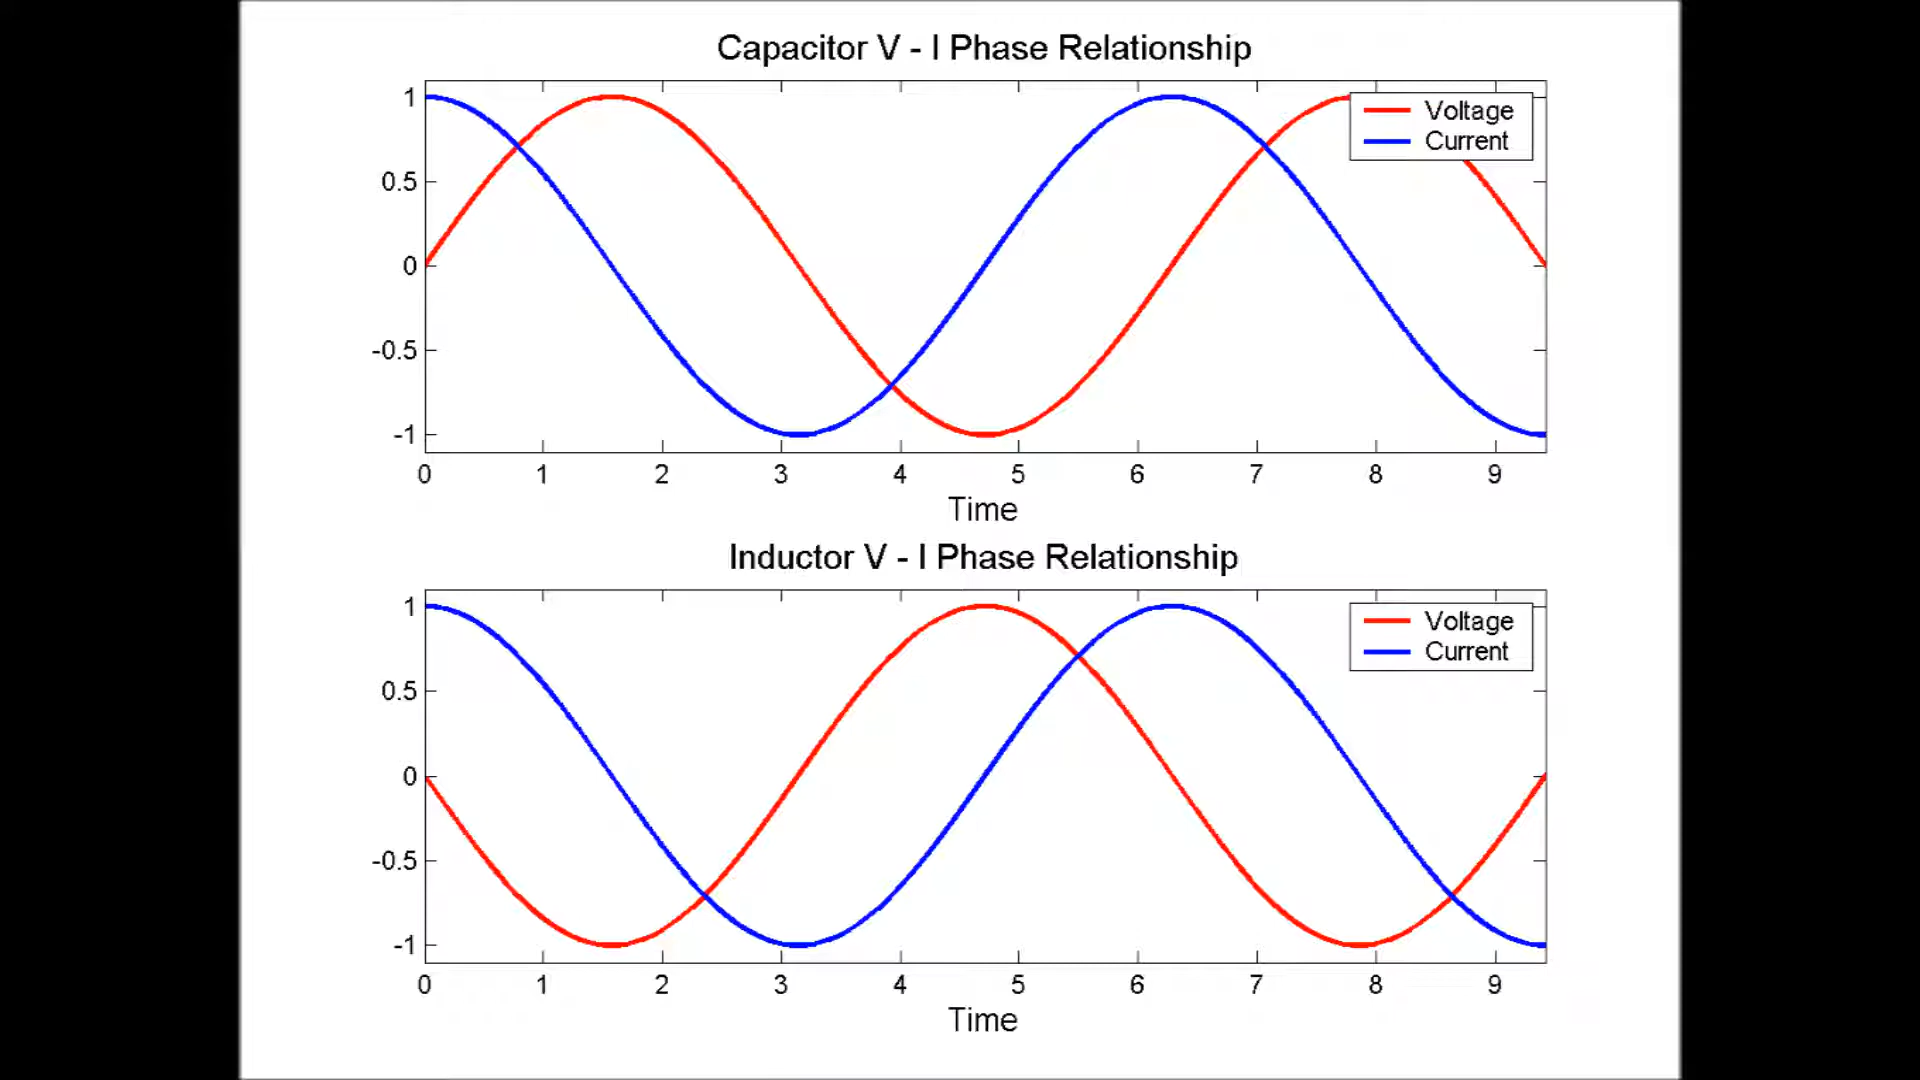 Capacitor V - I Phase Relationship
1
0.5
0
-0.5
-1
Voltage
Current
0 1 2 3 4 5 6 7 8 9
Time
Inductor V - I Phase Relationship
1
0.5
0
-0.5
-1
Voltage
Current
0 1 2 3 4 5 6 7 8 9
Time